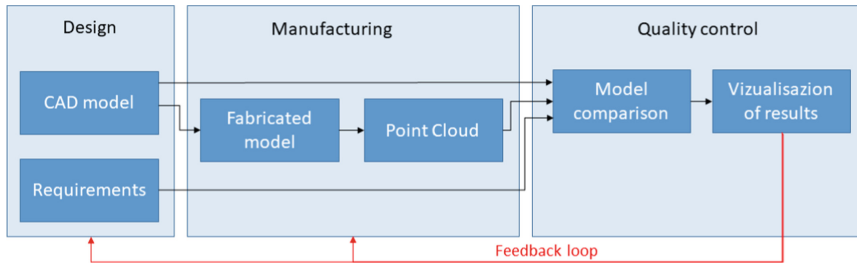 Design
Manufacturing
Quality control
CAD model
Fabricated
model
Point Cloud
Model
comparison
Vizualisazion
of results
Requirements
Feedback loop